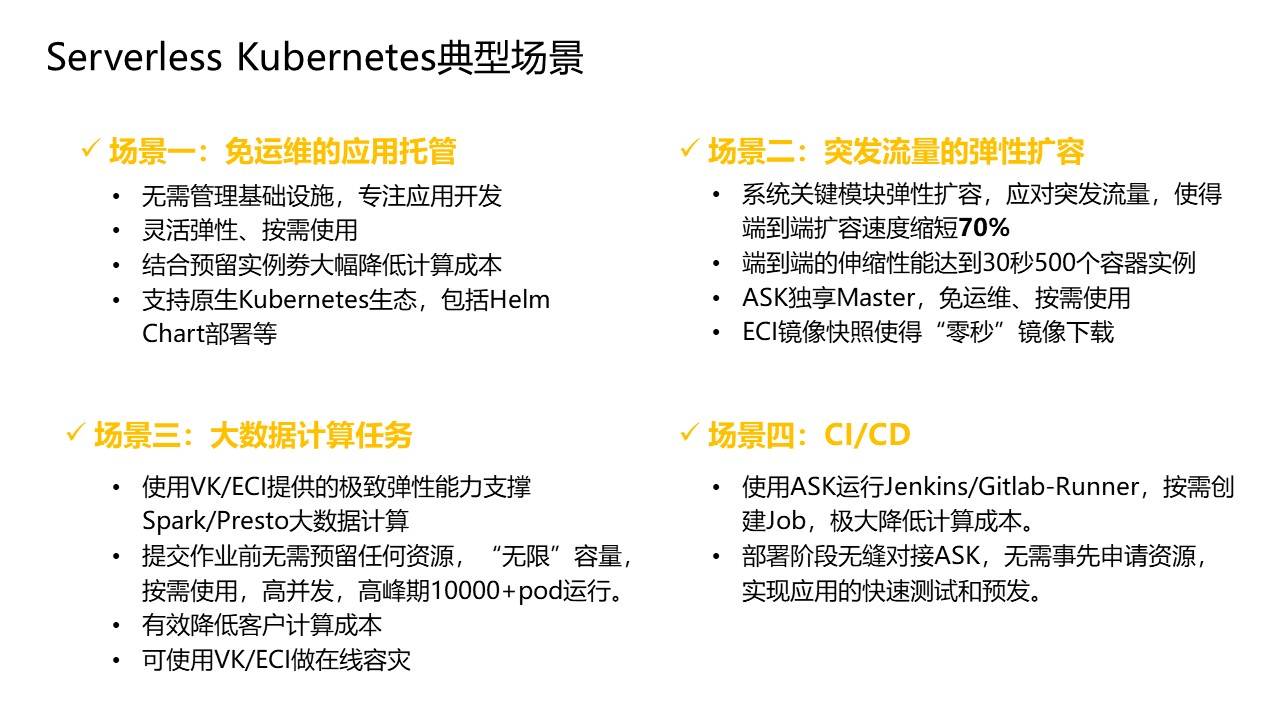 Serverless Kubernetes典型场景
✓ 场景一：免运维的应用托管
• 无需管理基础设施，专注应用开发
• 灵活弹性、按需使用
• 结合预留实例劵大幅降低计算成本
• 支持原生Kubernetes生态，包括Helm
Chart部署等
✓ 场景二：突发流量的弹性扩容
• 系统关键模块弹性扩容，应对突发流量，使得
端到端扩容速度缩短70%
• 端到端的伸缩性能达到30秒500个容器实例
• ASK独享Master，免运维、按需使用
• ECI镜像快照使得“零秒”镜像下载
✓ 场景三：大数据计算任务
• 使用VK/ECI提供的极致弹性能力支撑
Spark/Presto大数据计算
• 提交作业前无需预留任何资源，“无限”容量，
按需使用，高并发，高峰期10000+pod运行。
• 有效降低客户计算成本
• 可使用VK/ECI做在线容灾
✓ 场景四：CI/CD
• 使用ASK运行Jenkins/Gitlab-Runner，按需创
建Job，极大降低计算成本。
• 部署阶段无缝对接ASK，无需事先申请资源，
实现应用的快速测试和预发。